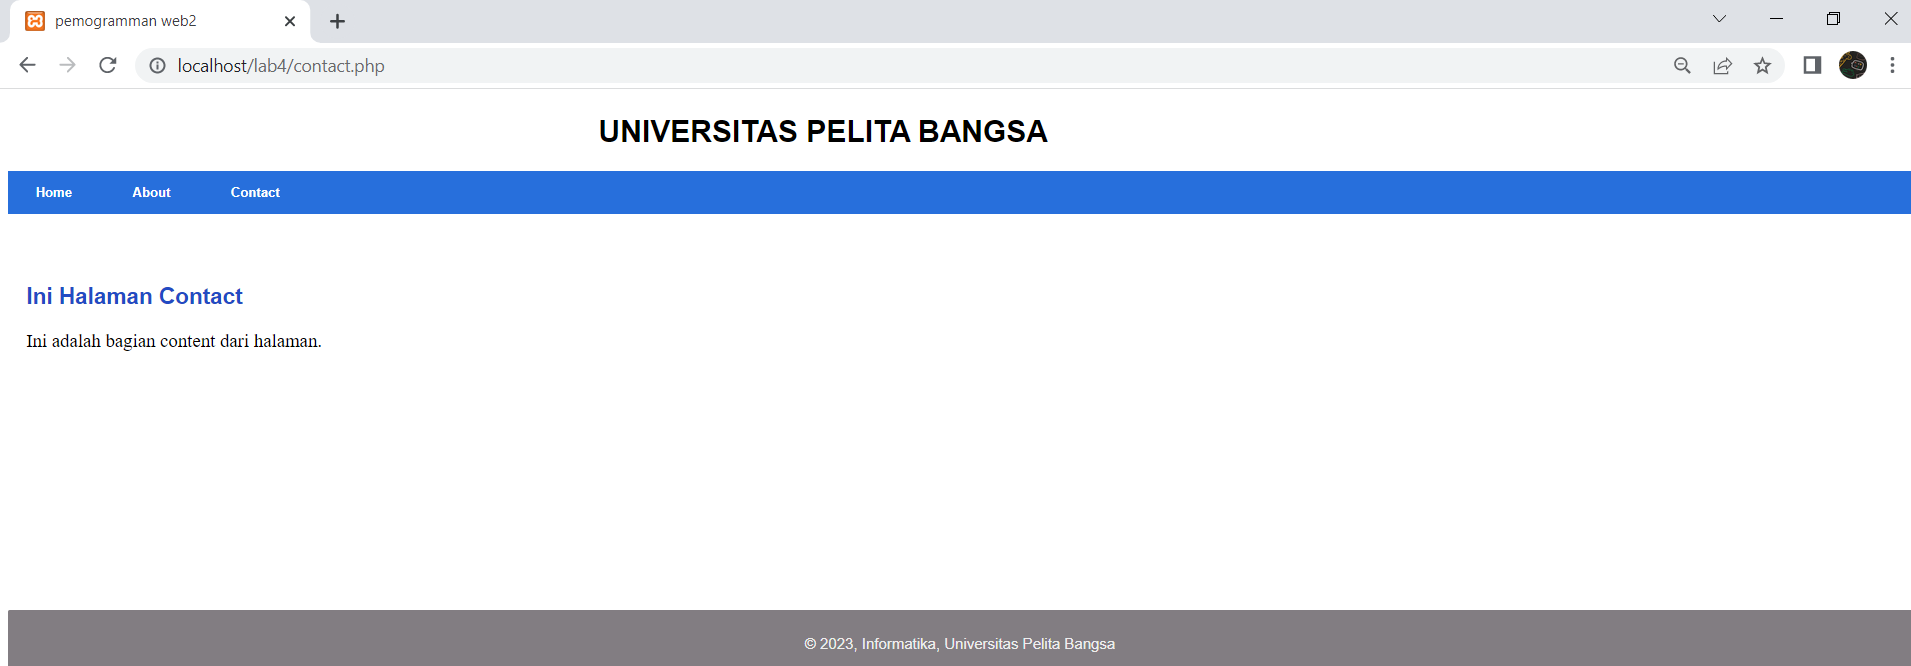 pemogramman web2
localhost/lab4/contact.php
UNIVERSITAS PELITA BANGSA
Home About Contact
Ini Halaman Contact
Ini adalah bagian content dari halaman.
© 2023, Informatika, Universitas Pelita Bangsa